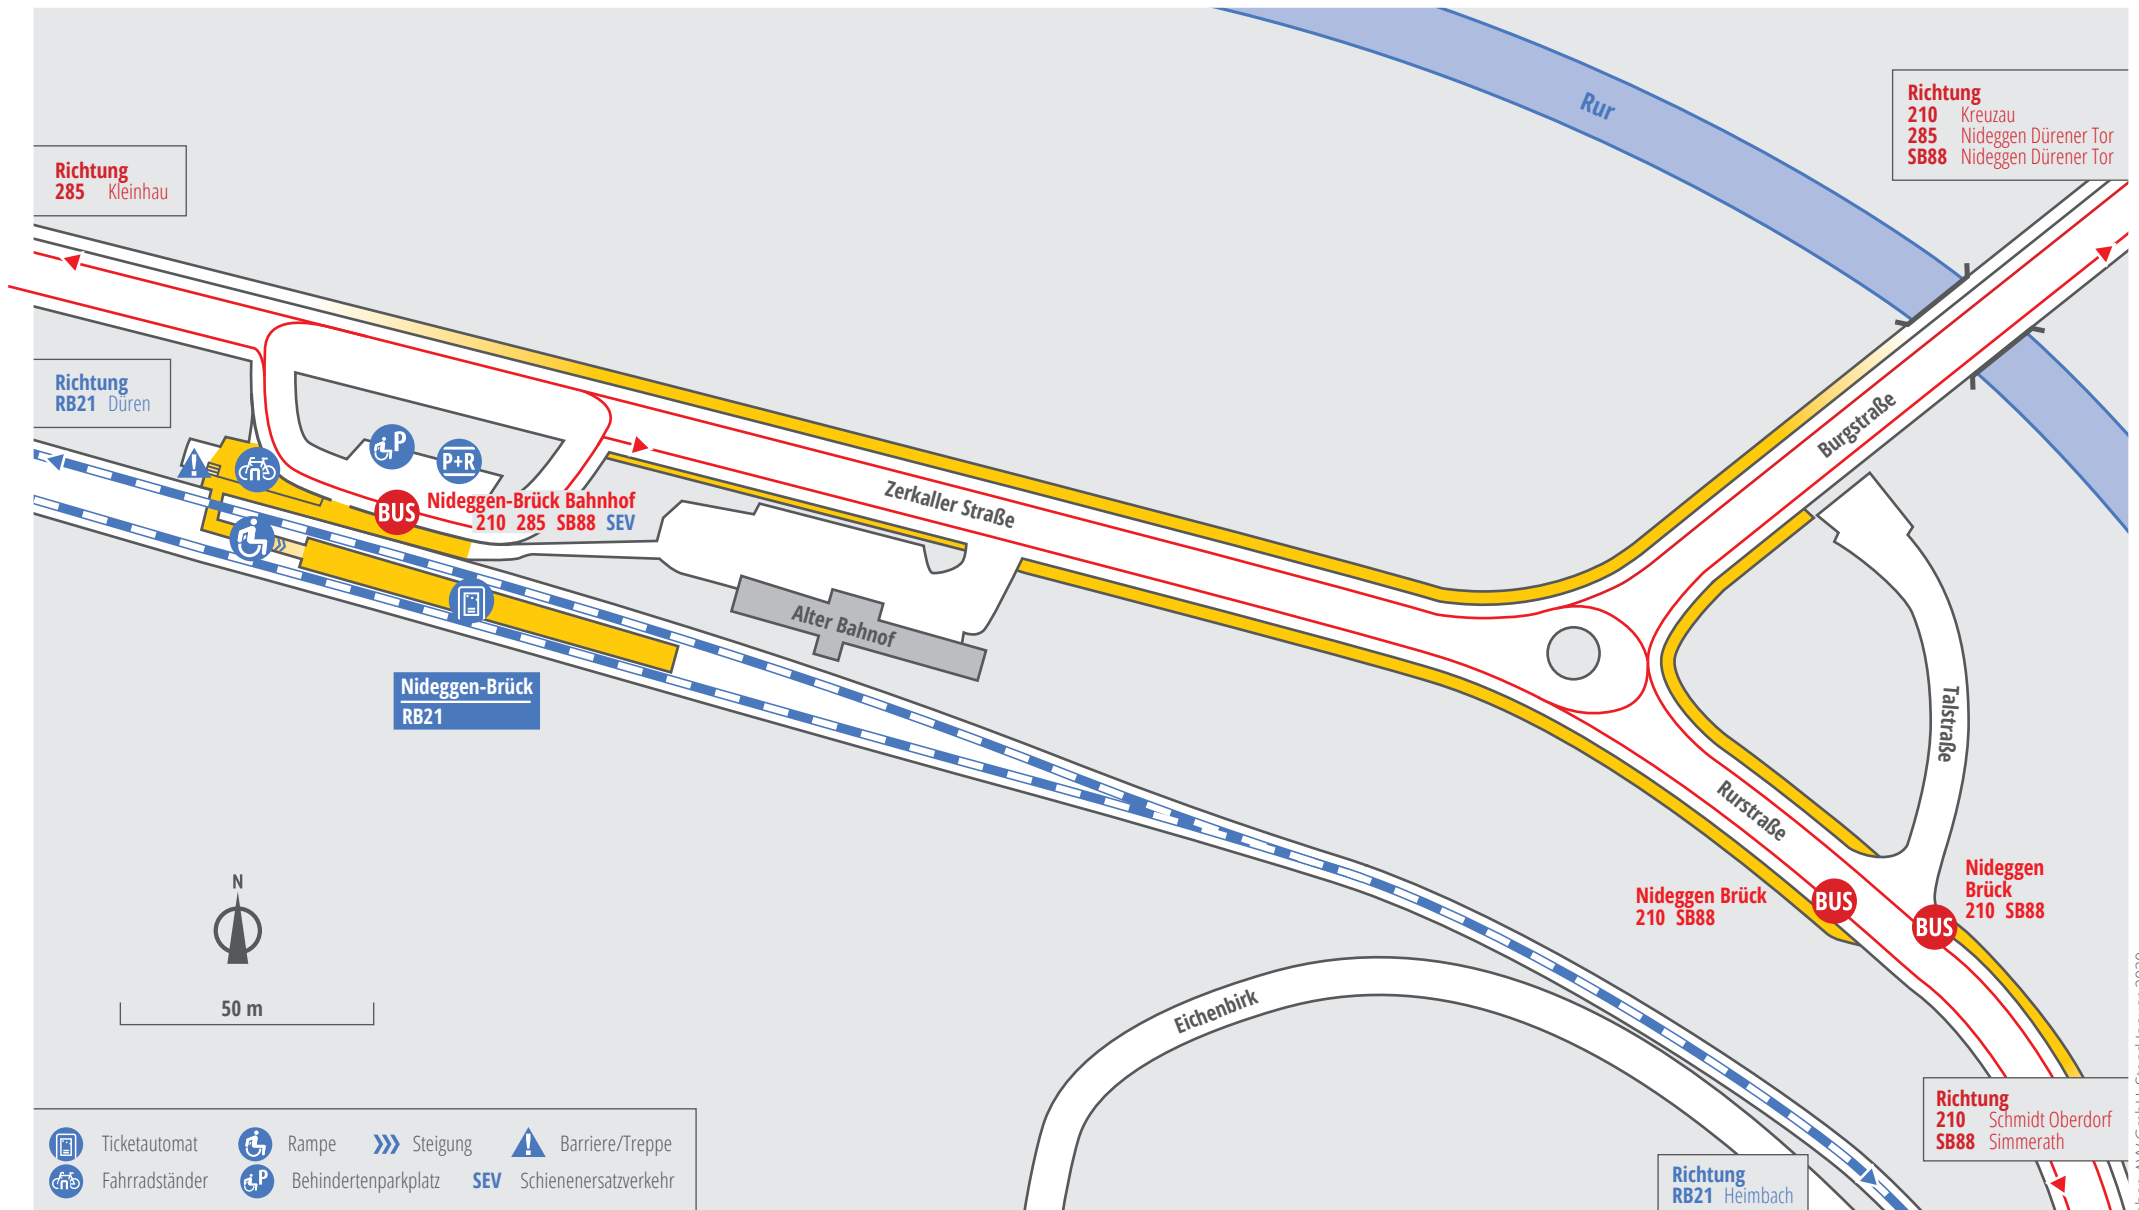 Rur
Richtung
210 Kreuzau
285 Nideggen Dürener Tor
SB88 Nideggen Dürener Tor
Richtung
285 Kleinhau
Richtung
RB21 Düren
P
P+R
BUS
Nideggen-Brück Bahnhof
210 285 SB88 SEV
Zerkaller Straße
Burgstraße
Alter Bahnhof
Nideggen-Brück
RB21
Talstraße
Rurstraße
Nideggen Brück
210 SB88
BUS
BUS
Nideggen
Brück
210 SB88
N
50 m
Eichenbirk
Richtung
210 Schmidt Oberdorf
SB88 Simmerath
Richtung
RB21 Heimbach
Ticketautomat
Rampe
Steigung
Barriere/Treppe
Fahrradständer
P
Behindertenparkplatz
SEV Schienenersatzverkehr